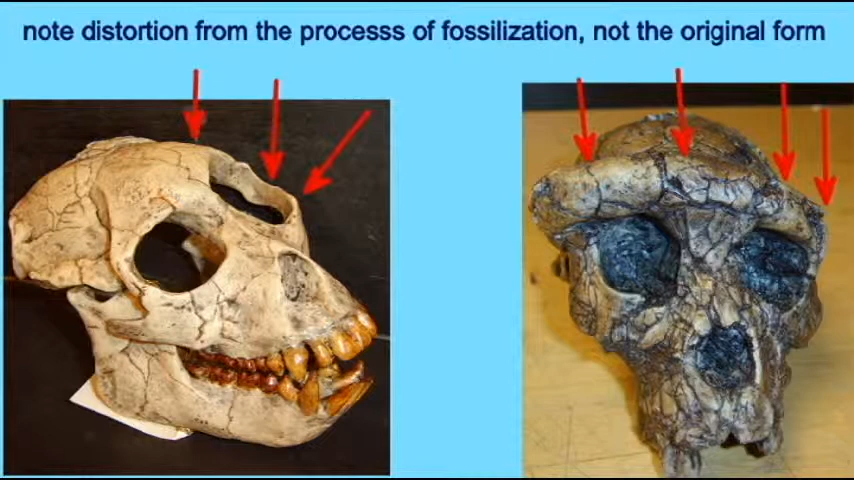 note distortion from the processs of fossilization, not the original form